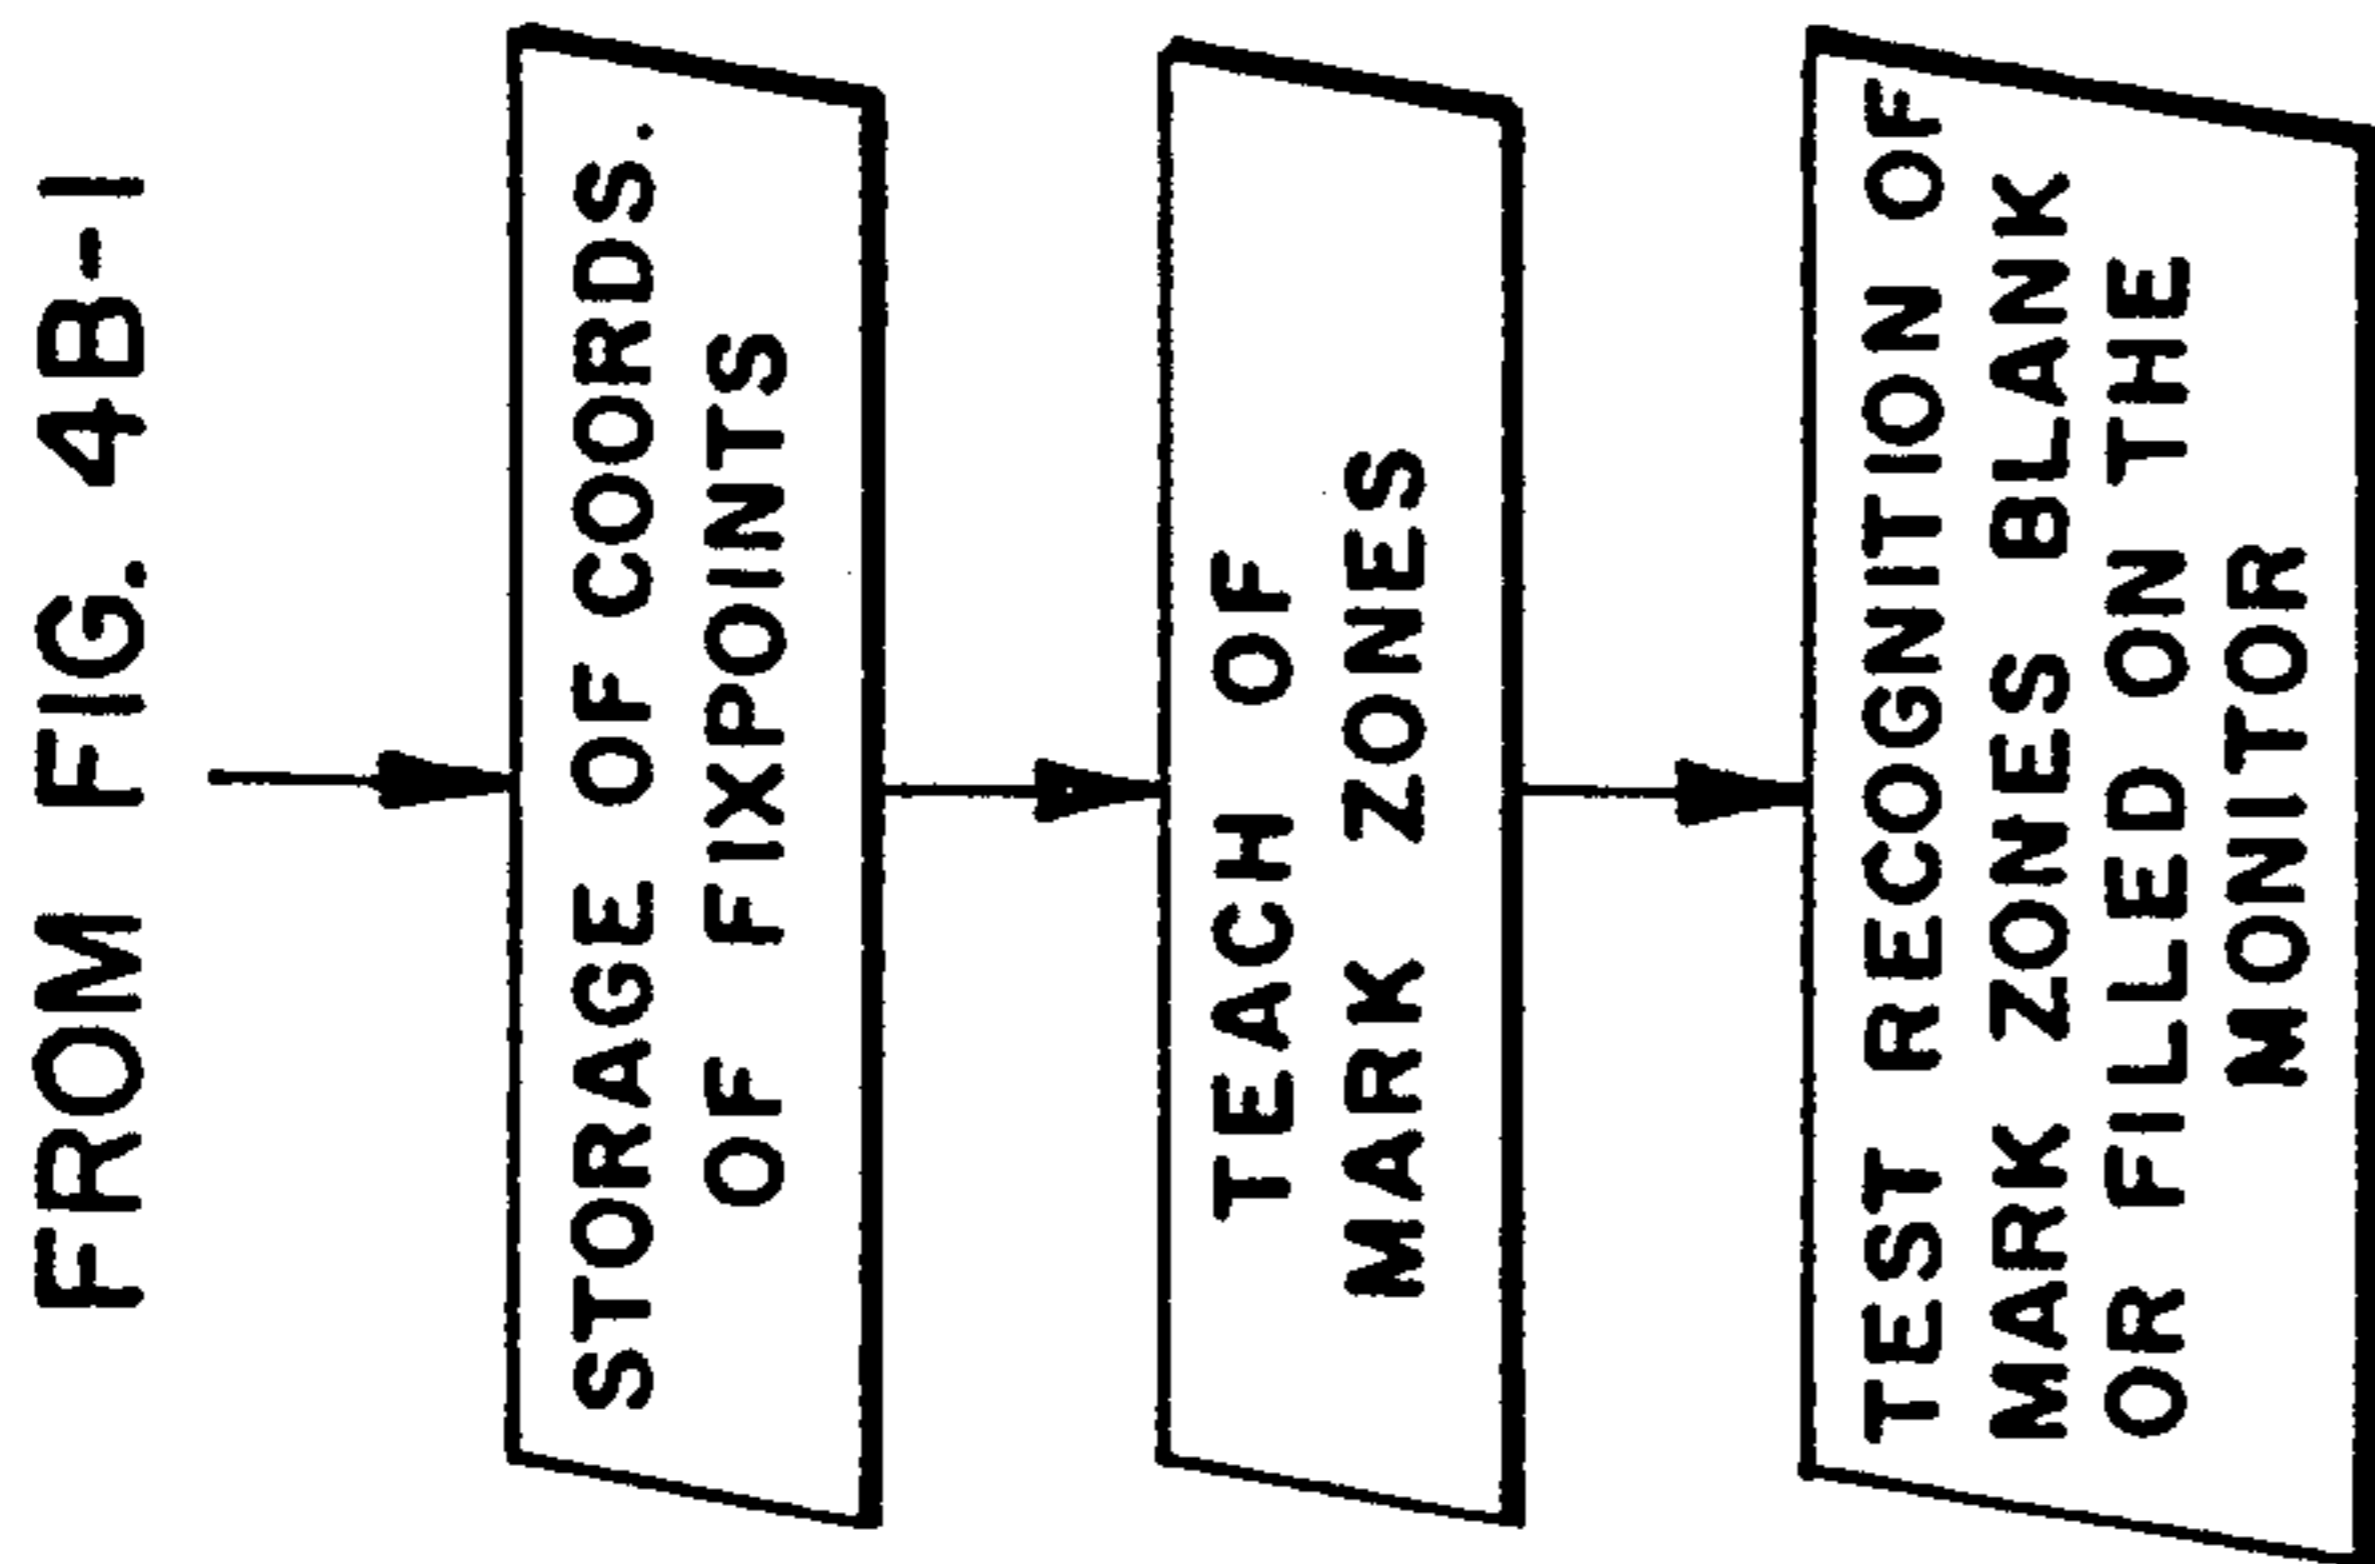 FROM FIG. 4B-1
STORAGE OF COORDS.
OF FIXPOINTS
TEACH OF
MARK ZONES
TEST RECOGNITION OF
MARK ZONES BLANK
OR FILLED ON THE
MONITOR